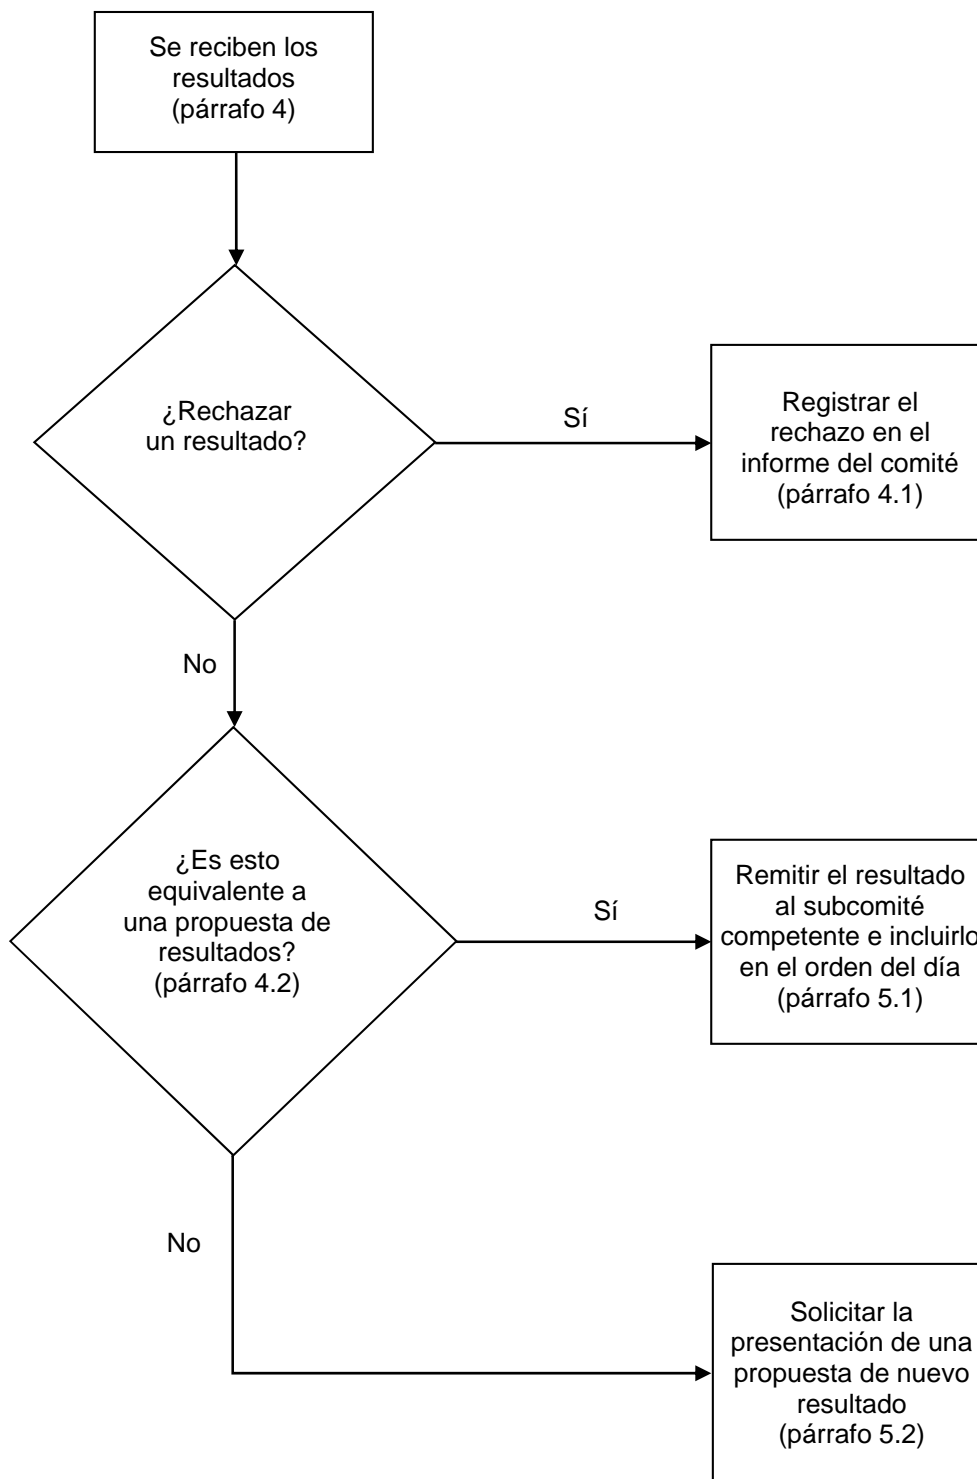 Se reciben los
resultados
(párrafo 4)
¿Rechazar
un resultado?
Sí
Registrar el
rechazo en el
informe del comité
(párrafo 4.1)
No
¿Es esto
equivalente a
una propuesta de
resultados?
(párrafo 4.2)
Sí
Remitir el resultado
al subcomité
competente e incluirlo
en el orden del día
(párrafo 5.1)
No
Solicitar la
presentación de una
propuesta de nuevo
resultado
(párrafo 5.2)